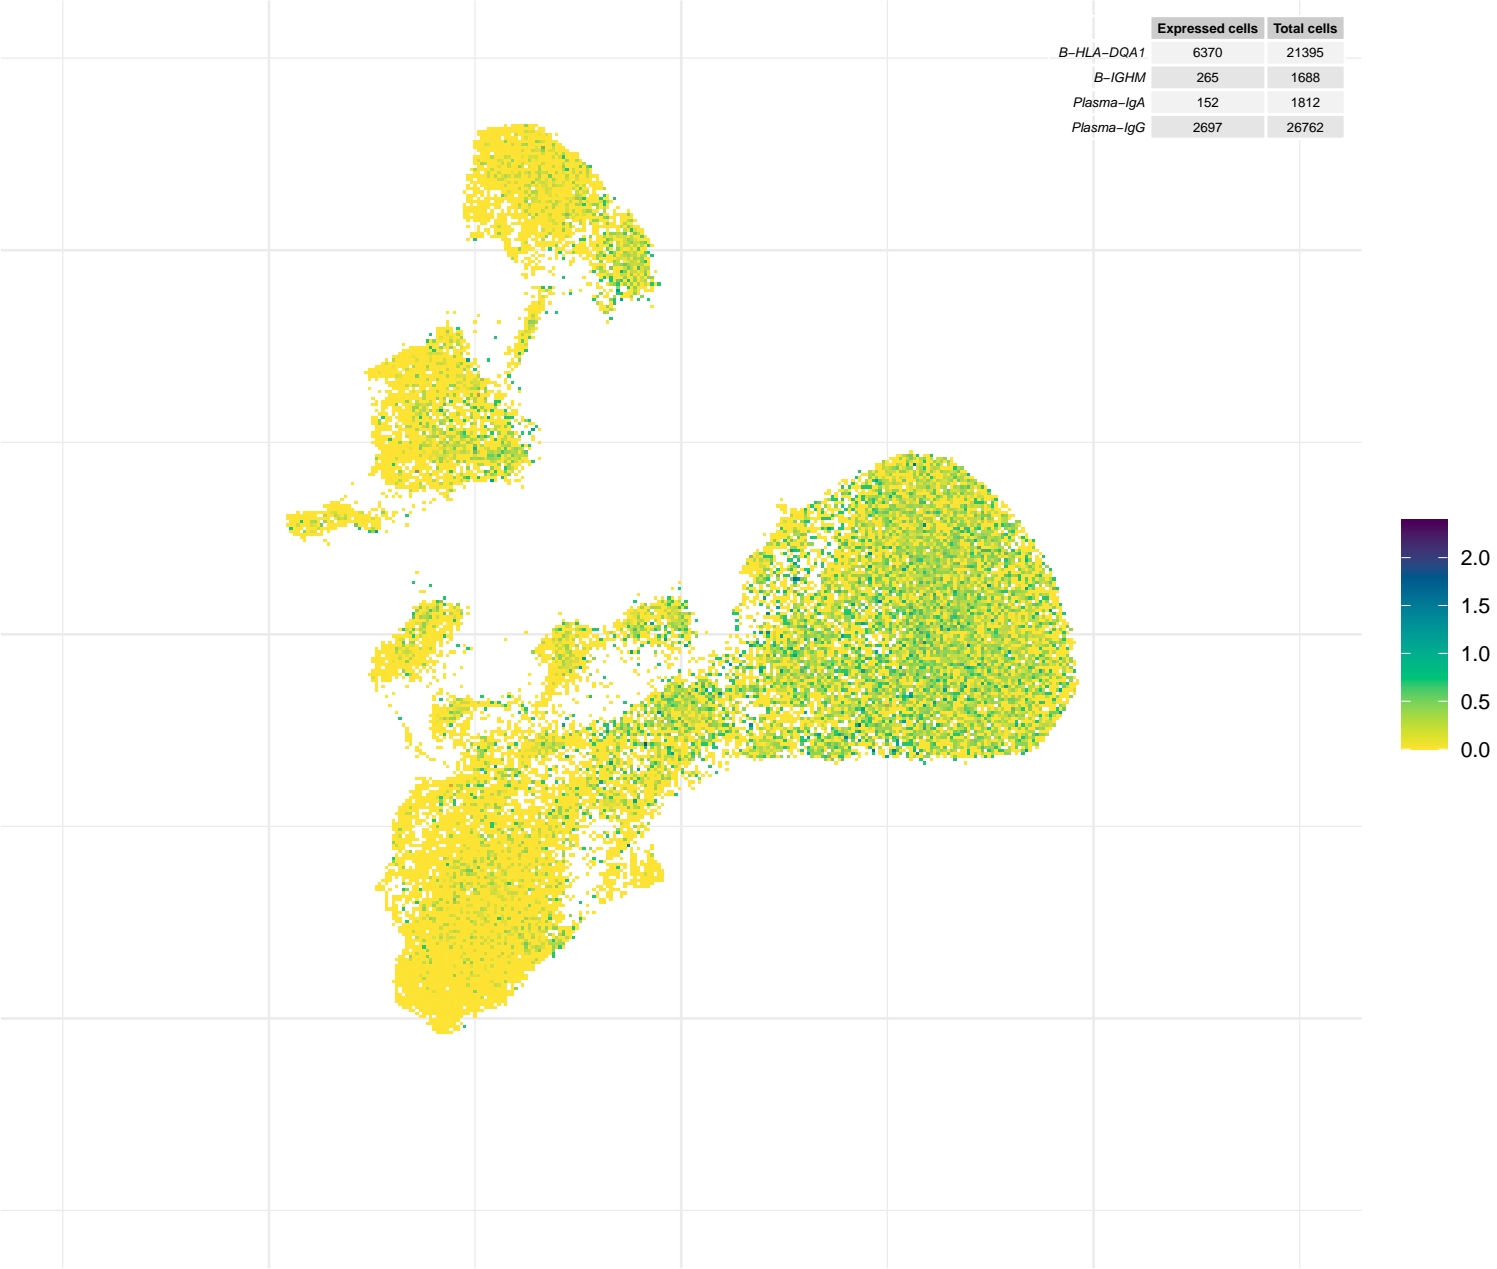 Expressed cells Total cells
B−HLA−DQA1 6370 21395
B−IGHM 265 1688
Plasma−IgA 152 1812
Plasma−IgG 2697 26762
2.0
1.5
1.0
0.5
0.0